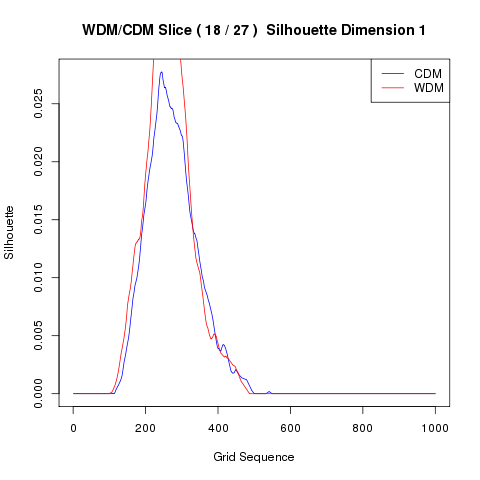 WDM/CDM Slice ( 18 / 27 )  Silhouette Dimension 1
CDM
WDM
Silhouette
0.025
0.020
0.015
0.010
0.005
0.000
0 200 400 600 800 1000
Grid Sequence